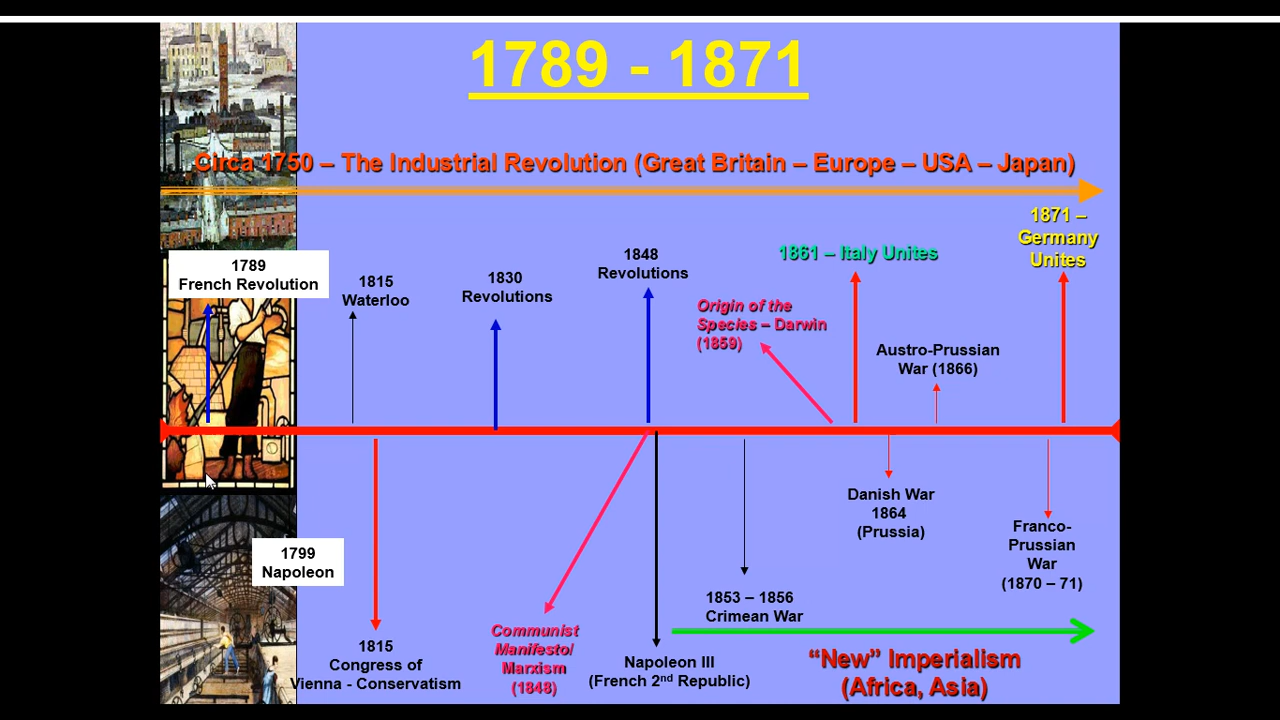 1789 - 1871
Circa 1750 – The Industrial Revolution (Great Britain – Europe – USA – Japan)
1789
French Revolution
1815
Waterloo
1830
Revolutions
1848
Revolutions
Origin of the
Species – Darwin
(1859)
1861 – Italy Unites
Austro-Prussian
War (1866)
1871 –
Germany
Unites
1799
Napoleon
1815
Congress of
Vienna - Conservatism
Communist
Manifesto/
Marxism
(1848)
Napoleon III
(French 2nd Republic)
1853 – 1856
Crimean War
Danish War
1864
(Prussia)
Franco-
Prussian
War
(1870 – 71)
“New” Imperialism
(Africa, Asia)